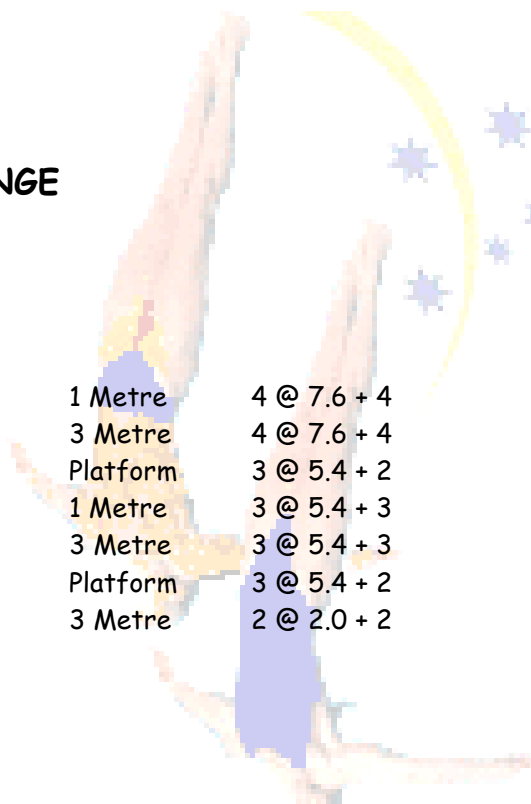 NGE
1 Metre 4 @ 7.6 + 4
3 Metre 4 @ 7.6 + 4
Platform 3 @ 5.4 + 2
1 Metre 3 @ 5.4 + 3
3 Metre 3 @ 5.4 + 3
Platform 3 @ 5.4 + 2
3 Metre 2 @ 2.0 + 2